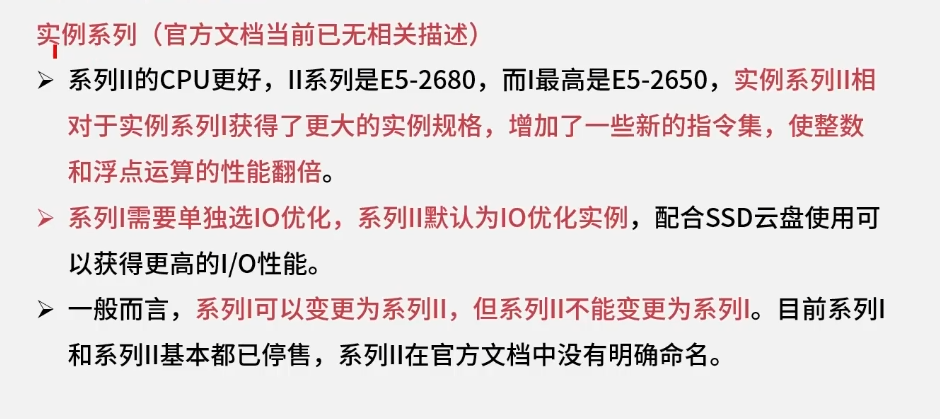 实例系列（官方文档当前已无相关描述）
➢ 系列II的CPU更好，II系列是E5-2680，而I最高是E5-2650，实例系列II相
对于实例系列I获得了更大的实例规格，增加了一些新的指令集，使整数
和浮点运算的性能翻倍。
➢ 系列I需要单独选IO优化，系列II默认为IO优化实例，配合SSD云盘使用可
以获得更高的I/O性能。
➢ 一般而言，系列I可以变更为系列II，但系列II不能变更为系列I。目前系列I
和系列II基本都已停售，系列II在官方文档中没有明确命名。